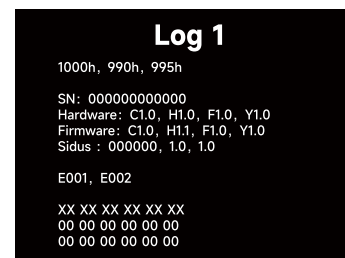 Log 1
1000h, 990h, 995h
SN: 000000000000
Hardware: C1.0, H1.0, F1.0, Y1.0
Firmware: C1.0, H1.1, F1.0, Y1.0
Sidus : 000000, 1.0, 1.0
E001, E002
XX XX XX XX XX XX
00 00 00 00 00 00
00 00 00 00 00 00